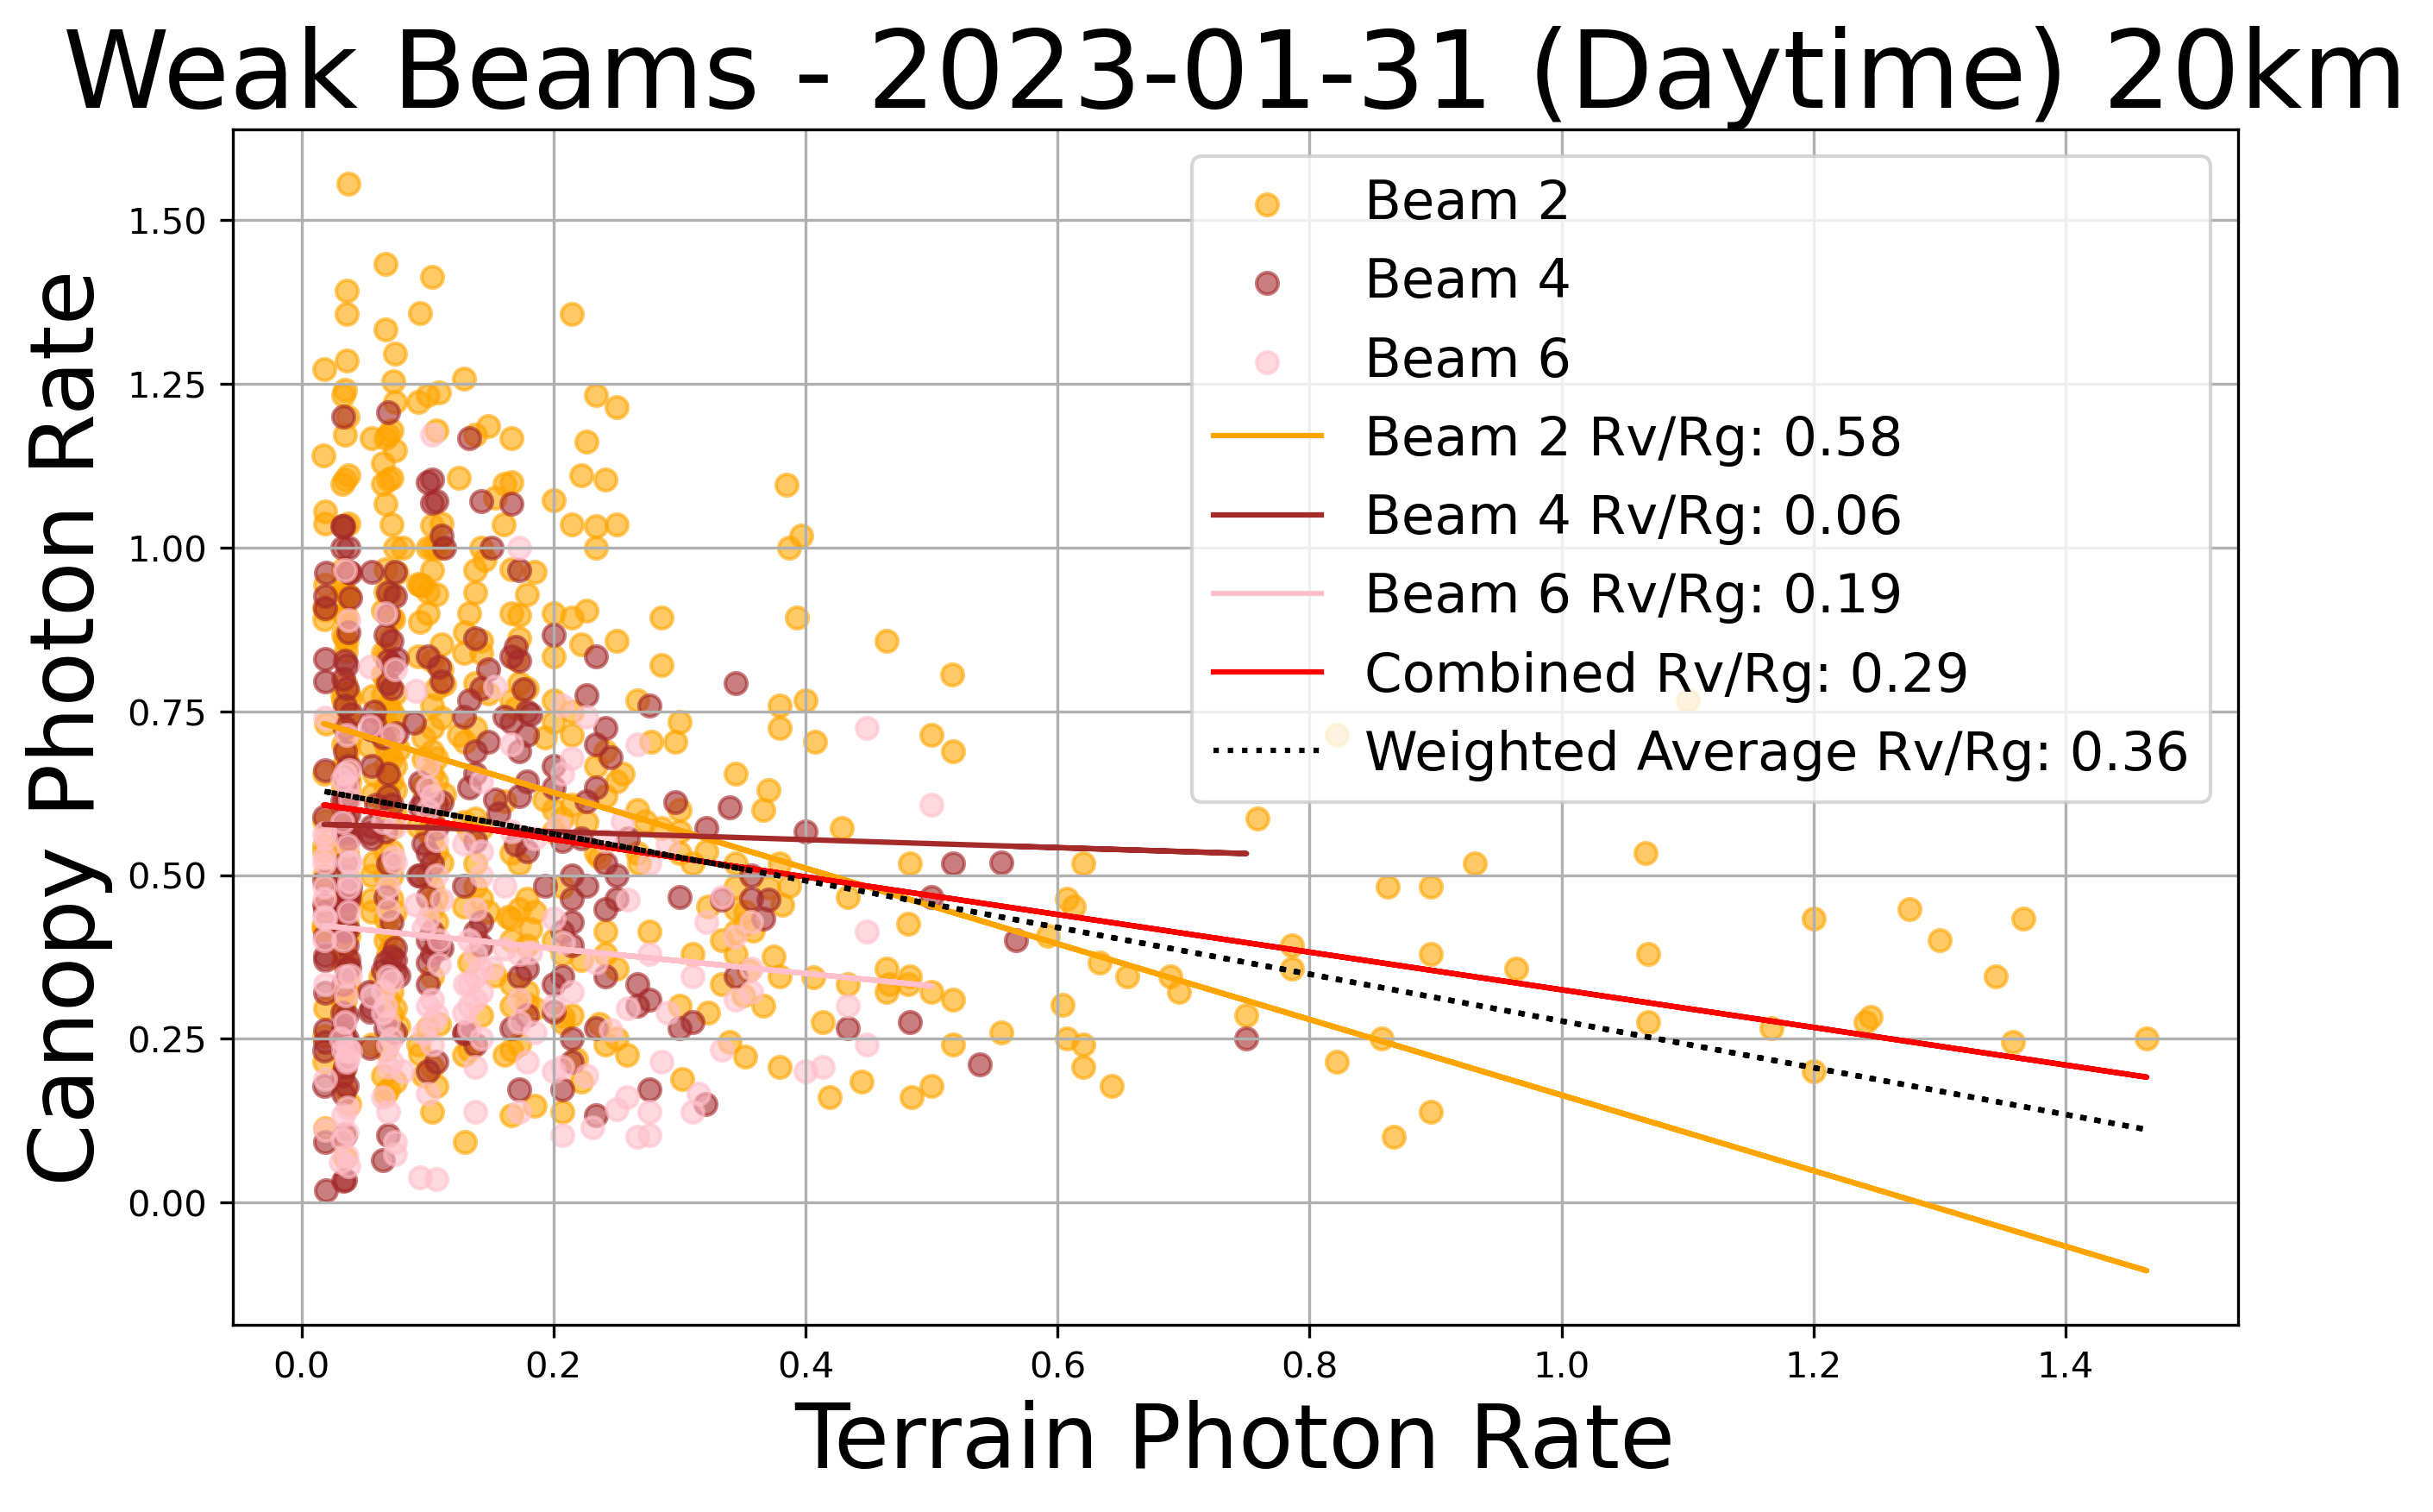 Weak Beams - 2023-01-31 (Daytime) 20km
Canopy Photon Rate
1.50
1.25
1.00
0.75
0.50
0.25
0.00
Beam 2
Beam 4
Beam 6
Beam 2 Rv/Rg: 0.58
Beam 4 Rv/Rg: 0.06
Beam 6 Rv/Rg: 0.19
Combined Rv/Rg: 0.29
Weighted Average Rv/Rg: 0.36
0.0 0.2 0.4 0.6 0.8 1.0 1.2 1.4
Terrain Photon Rate